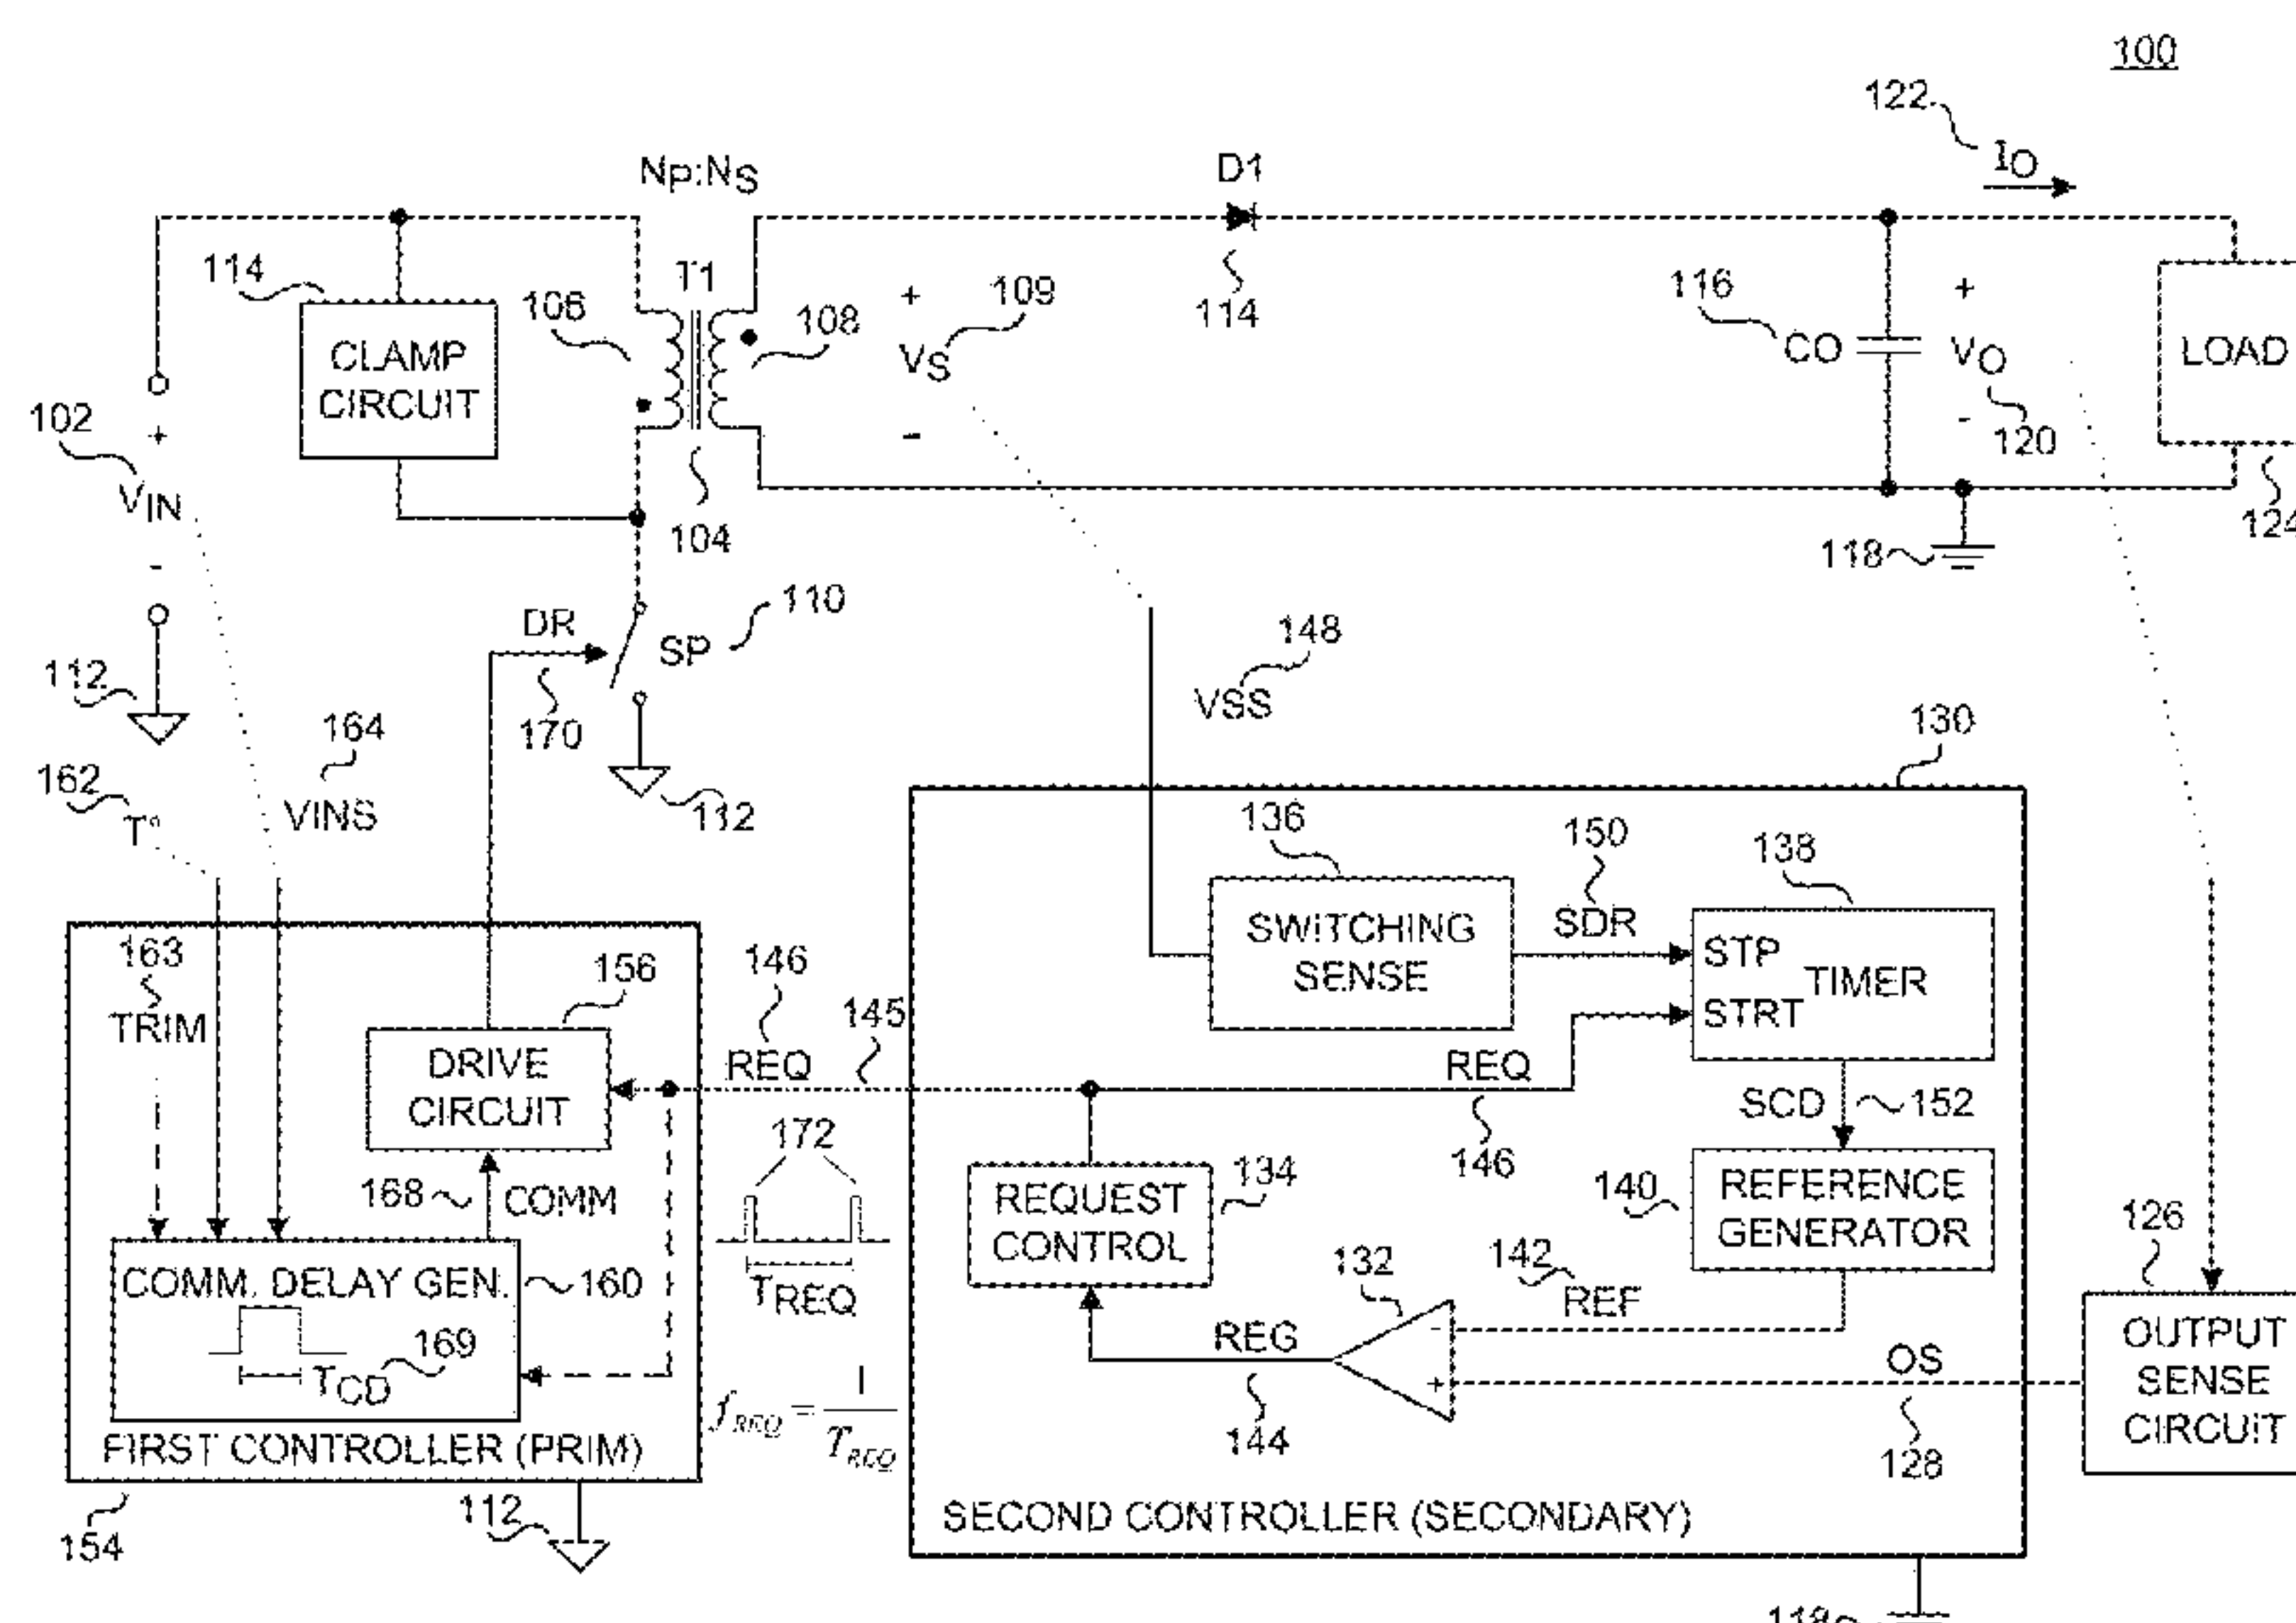 100
122
IO
NP:NS
D1
114
CLAMP
CIRCUIT
106
T1
108
+
VS
-
109
114
116
CO
+
VO
-
120
LOAD
102
+
VIN
-
104
118
124
112
DR
170
SP
110
112
VSS
148
164
VINS
162
T°
130
163
TRIM
156
DRIVE
CIRCUIT
146
REQ
145
136
SWITCHING
SENSE
150
SDR
138
STP
TIMER
STRT
REQ
146
SCD
152
168
COMM
172
TREQ
134
REQUEST
CONTROL
140
REFERENCE
GENERATOR
126
COMM. DELAY GEN.
160
TCD
169
fREQ = 1
TREQ
132
142
REF
-
+
REG
144
OS
128
OUTPUT
SENSE
CIRCUIT
FIRST CONTROLLER (PRIM)
154
112
SECOND CONTROLLER (SECONDARY)
118